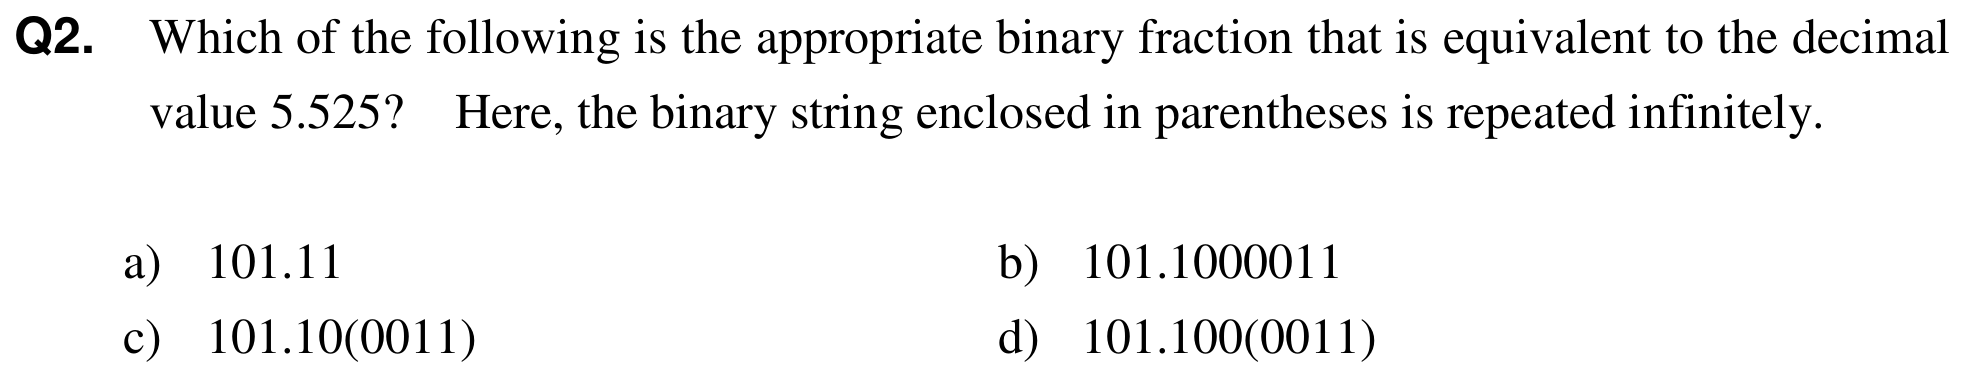 Q2. Which of the following is the appropriate binary fraction that is equivalent to the decimal
value 5.525? Here, the binary string enclosed in parentheses is repeated infinitely.
a) 101.11 b) 101.1000011
c) 101.10(0011) d) 101.100(0011)